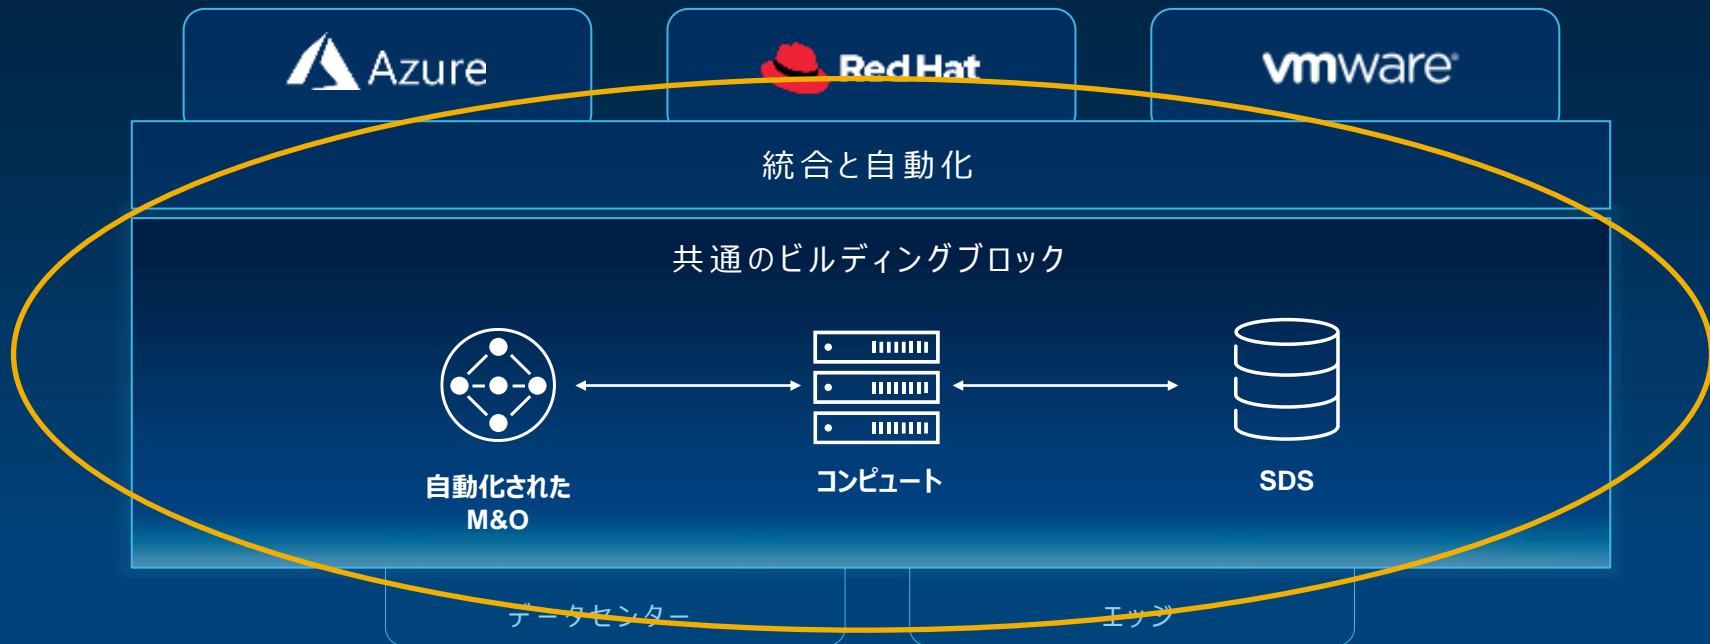 Azure
Red Hat
vmware
統合と自動化
共通のビルディングブロック
自動化された
M&O
コンピュート
SDS
データセンター
エッジ